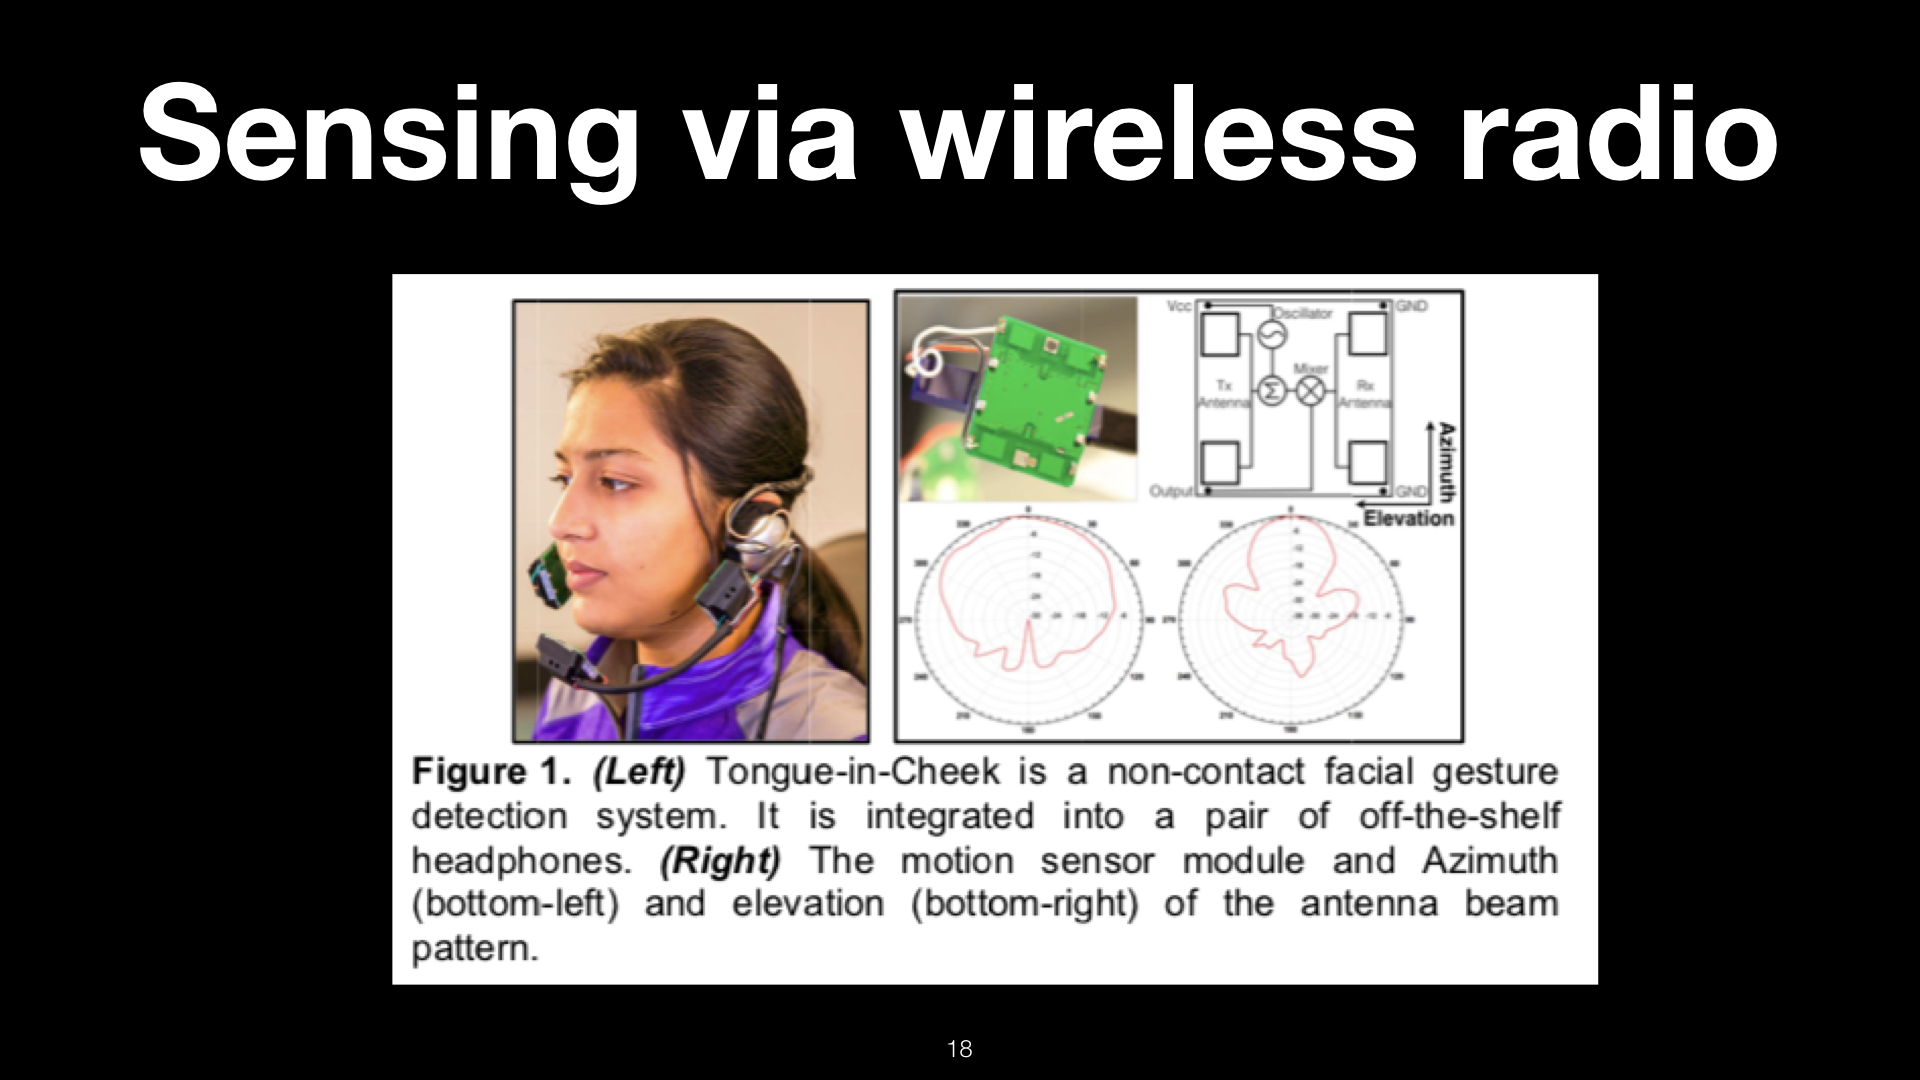 Sensing via wireless radio
Vcc
Oscillator
GND
Mixer
Tx
Antenna
Rx
Antenna
Output
GND
Azimuth
Elevation
Figure 1. (Left) Tongue-in-Cheek is a non-contact facial gesture
detection system. It is integrated into a pair of off-the-shelf
headphones. (Right) The motion sensor module and Azimuth
(bottom-left) and elevation (bottom-right) of the antenna beam
pattern.
18